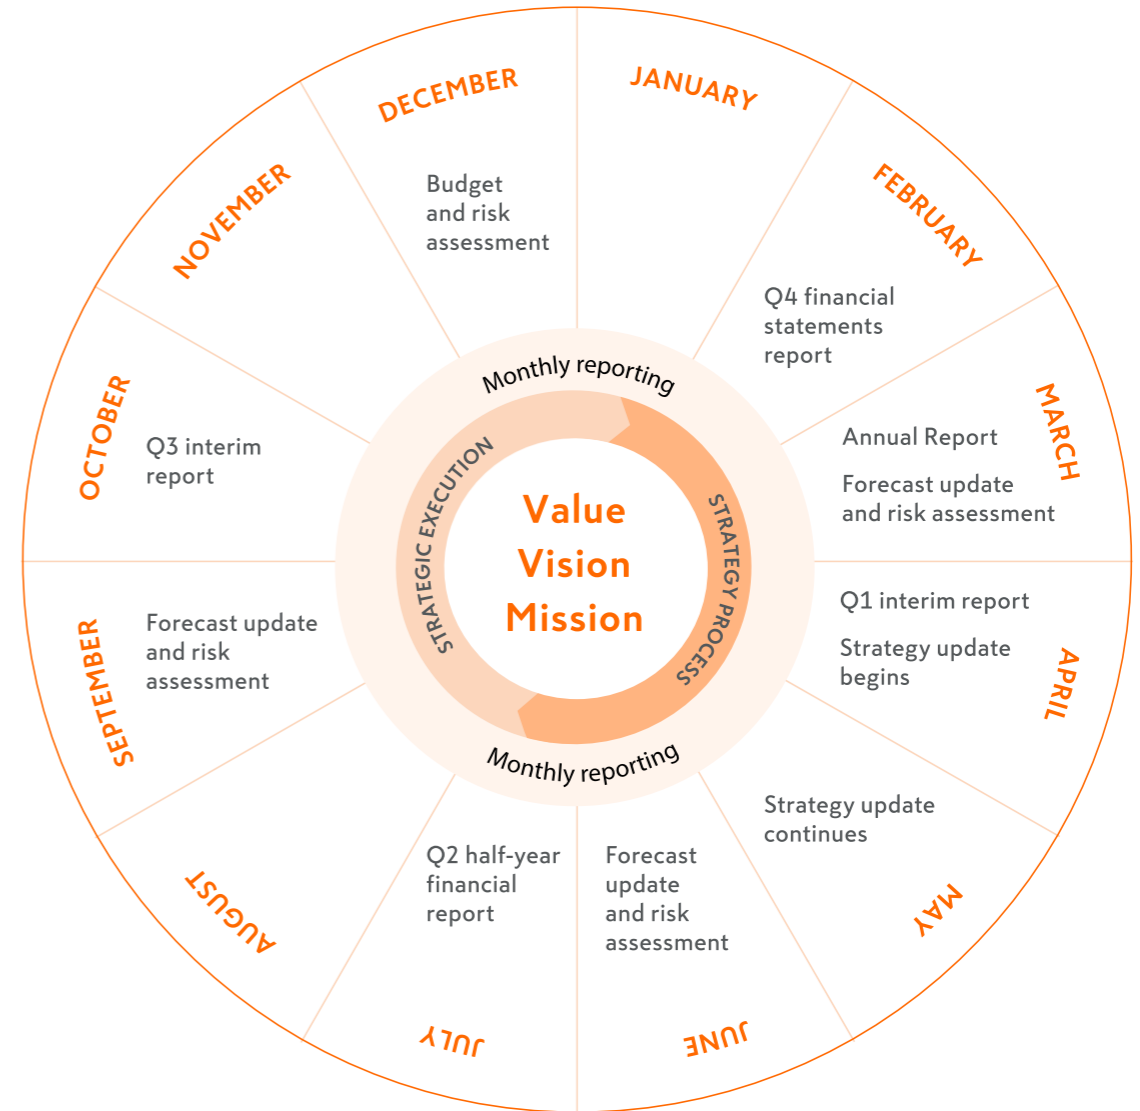 JANUARY
FEBRUARY
Q4 financial
statements
report
MARCH
Annual Report
Forecast update
and risk assessment
APRIL
Q1 interim report
Strategy update
begins
MAY
Strategy update
continues
JUNE
Forecast
update
and risk
assessment
JULY
Q2 half-year
financial
report
AUGUST
SEPTEMBER
Forecast update
and risk
assessment
OCTOBER
Q3 interim
report
NOVEMBER
DECEMBER
Budget
and risk
assessment
Monthly reporting
STRATEGY PROCESS
Monthly reporting
STRATEGIC EXECUTION
Value
Vision
Mission